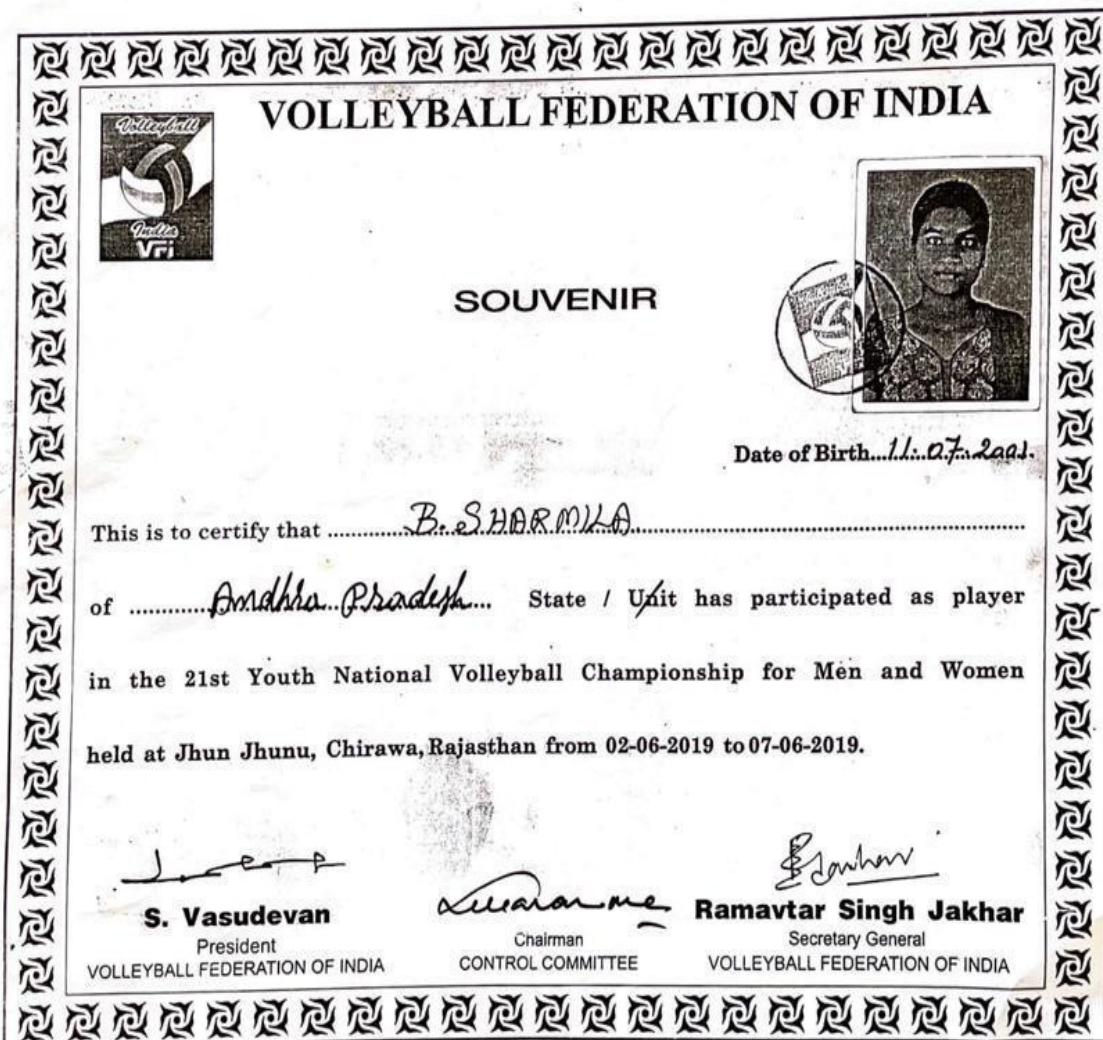 VOLLEYBALL FEDERATION OF INDIA
Volleyball
India
VFi
SOUVENIR
Date of Birth...11.07.2001.
This is to certify that ............B. SHARMILA............
of ............Andhra Pradesh... State / Unit has participated as player
in the 21st Youth National Volleyball Championship for Men and Women
held at Jhun Jhunu, Chirawa, Rajasthan from 02-06-2019 to 07-06-2019.
S. Vasudevan
President
VOLLEYBALL FEDERATION OF INDIA
Chairman
CONTROL COMMITTEE
Ramavtar Singh Jakhar
Secretary General
VOLLEYBALL FEDERATION OF INDIA